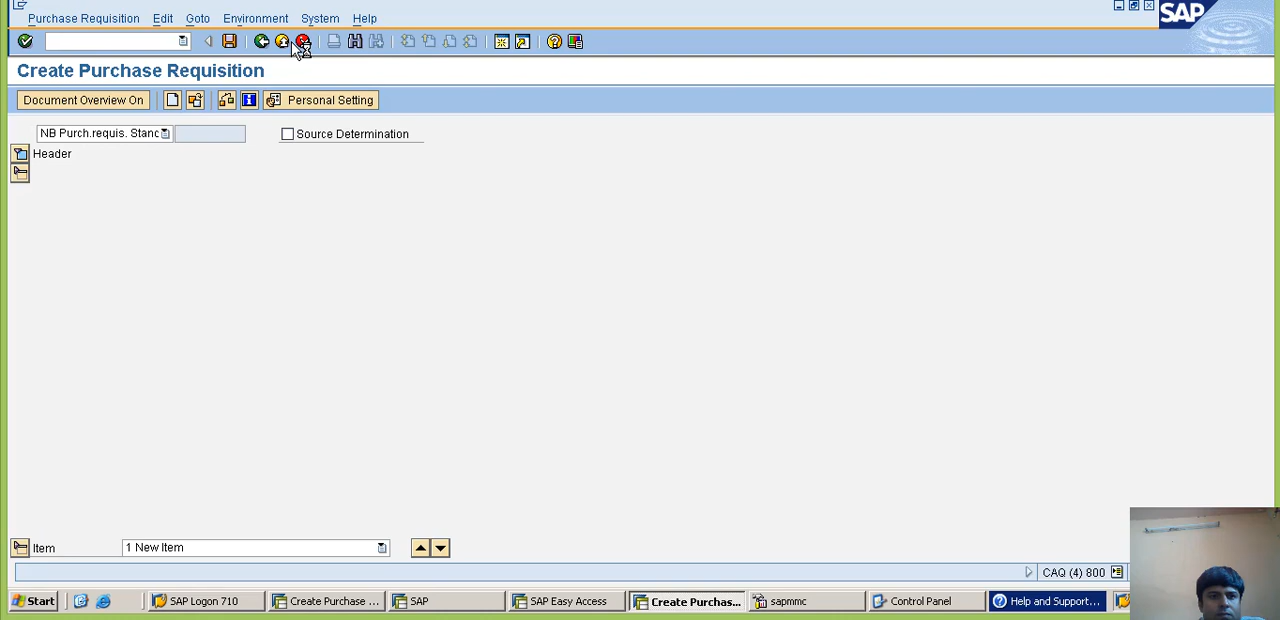 Purchase Requisition Edit Goto Environment System Help
SAP
Create Purchase Requisition
Document Overview On Personal Setting
NB Purch.requis. Stanc Source Determination
Header
Item 1 New Item
CAQ (4) 800
Start SAP Logon 710 Create Purchase ... SAP SAP Easy Access Create Purchas... sapmmc Control Panel Help and Support...